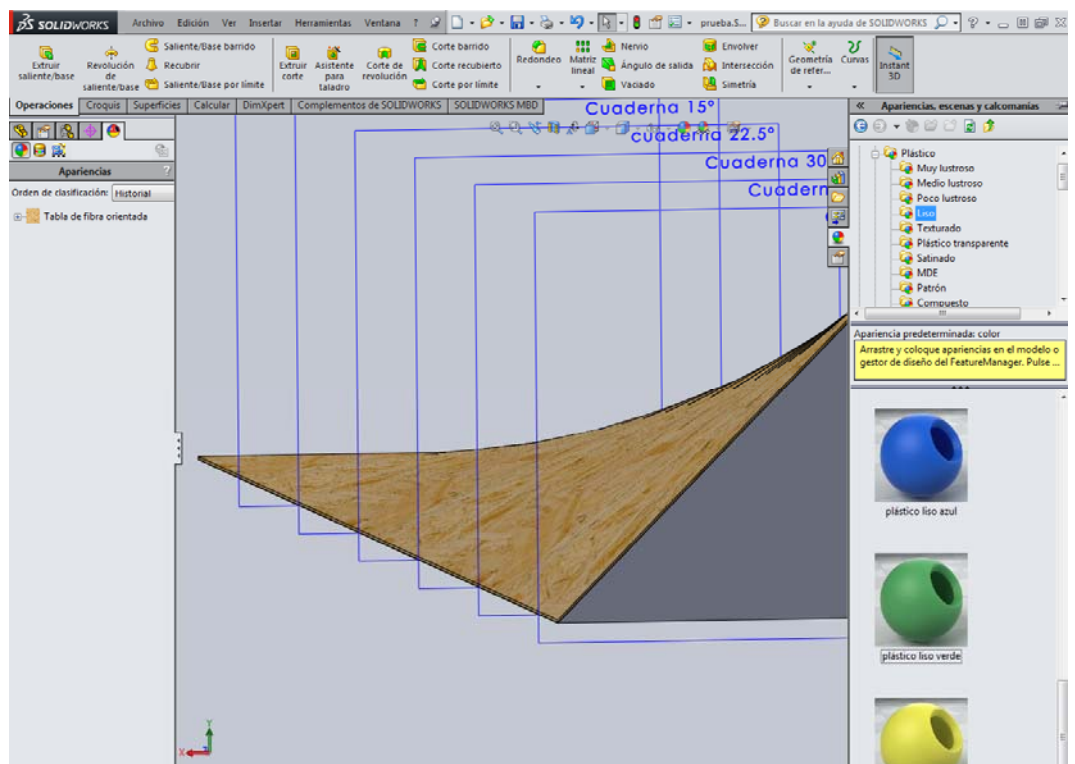 SOLIDWORKS Archivo Edición Ver Insertar Herramientas Ventana ? prueba.S... Buscar en la ayuda de SOLIDWORKS
Extruir saliente/base
Revolución de saliente/base
Saliente/Base barrido
Recubrir
Saliente/Base por límite
Extruir corte
Asistente para taladro
Corte de revolución
Corte barrido
Corte recubierto
Corte por límite
Redondeo
Matriz lineal
Nervio
Ángulo de salida
Vaciado
Envolver
Intersección
Simetría
Geometría de refer...
Curvas
Instant 3D
Operaciones Croquis Superficies Calcular DimXpert Complementos de SOLIDWORKS SOLIDWORKS MBD
Apariencias
Orden de clasificación: Historial
Tabla de fibra orientada
Cuaderna 15º
cuaderna 22.5º
Cuaderna 30
Cuadern
Y
X
Apariencias, escenas y calcomanías
Plástico
Muy lustroso
Medio lustroso
Poco lustroso
Liso
Texturado
Plástico transparente
Satinado
MDE
Patrón
Compuesto
Apariencia predeterminada: color
Arrastre y coloque apariencias en el modelo o
gestor de diseño del FeatureManager. Pulse ...
plástico liso azul
plástico liso verde